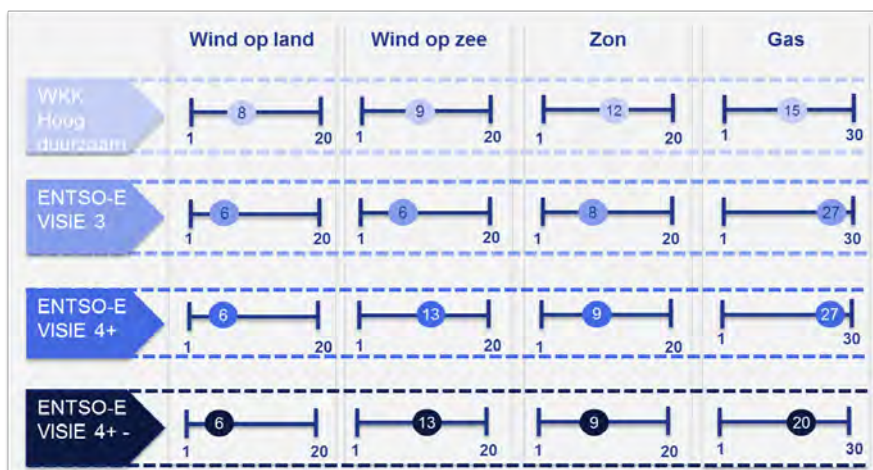 Wind op land Wind op zee Zon Gas
WKK
Hoog
duurzaam
8 9 12 15
1 20 1 20 1 20 1 30
ENTSO-E
VISIE 3
6 6 8 27
1 20 1 20 1 20 1 30
ENTSO-E
VISIE 4+
6 13 9 27
1 20 1 20 1 20 1 30
ENTSO-E
VISIE 4+ -
6 13 9 20
1 20 1 20 1 20 1 30